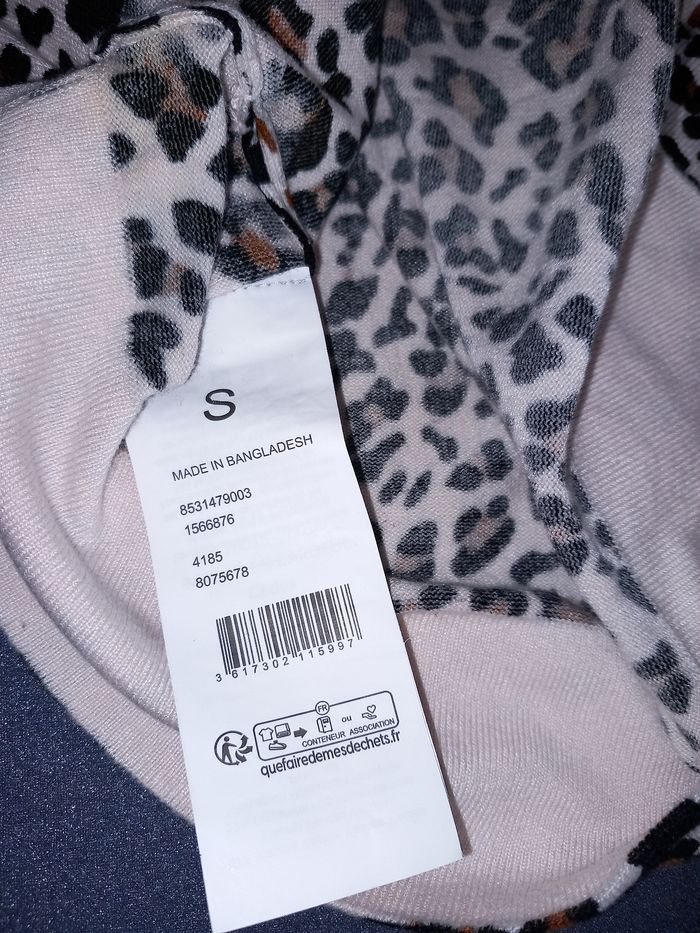 S
MADE IN BANGLADESH
8531479003
1566876
4185
8075678
3 617302 115997
FR
ou
CONTENEUR ASSOCIATION
quefairedemesdechets.fr